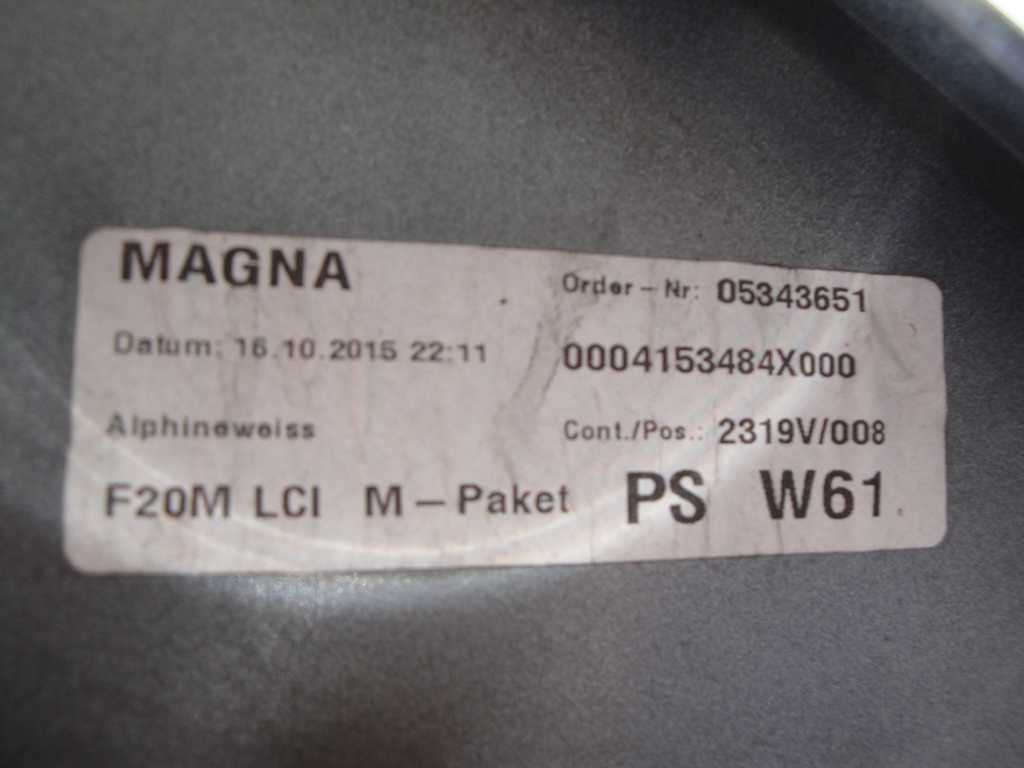 MAGNA
Order-Nr: 05343651
Datum: 16.10.2015 22:11
0004153484X000
Alphineweiss
Cont./Pos.: 2319V/008
F20M LCI M-Paket PS W61